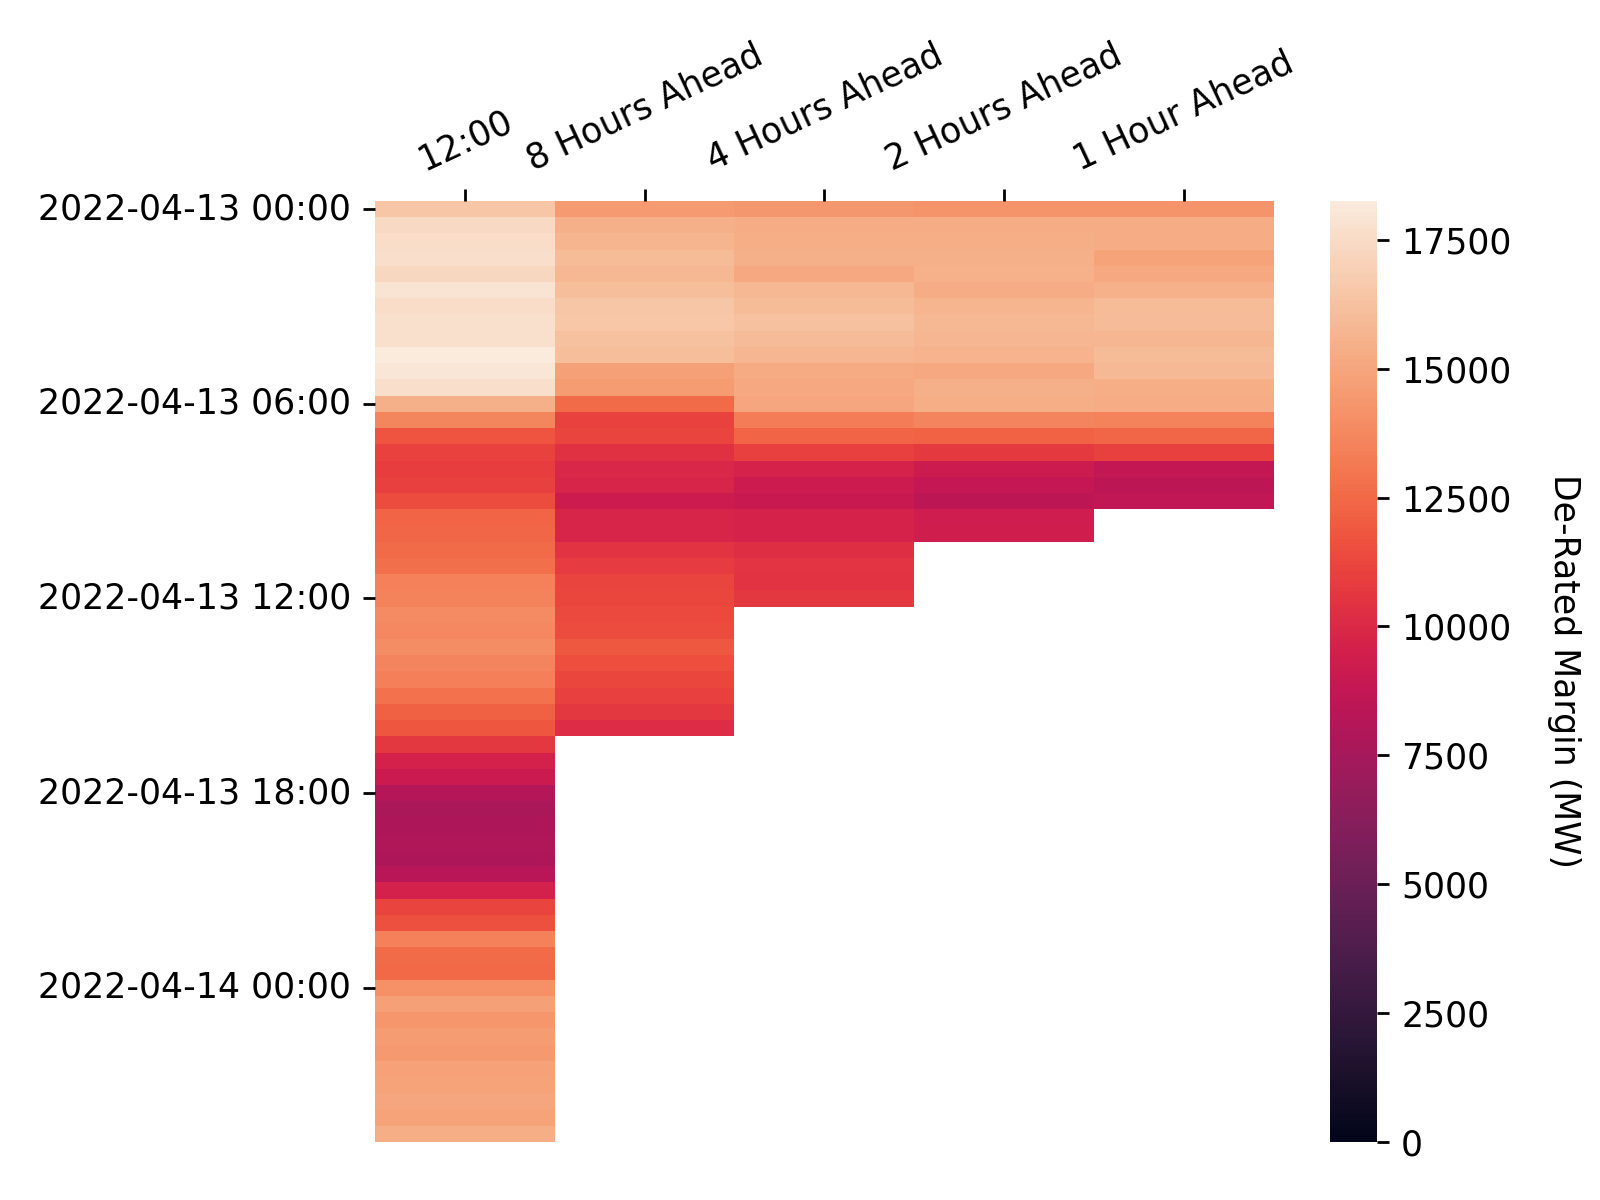 12:00
8 Hours Ahead
4 Hours Ahead
2 Hours Ahead
1 Hour Ahead
2022-04-13 00:00
2022-04-13 06:00
2022-04-13 12:00
2022-04-13 18:00
2022-04-14 00:00
17500
15000
12500
10000
7500
5000
2500
0
De-Rated Margin (MW)